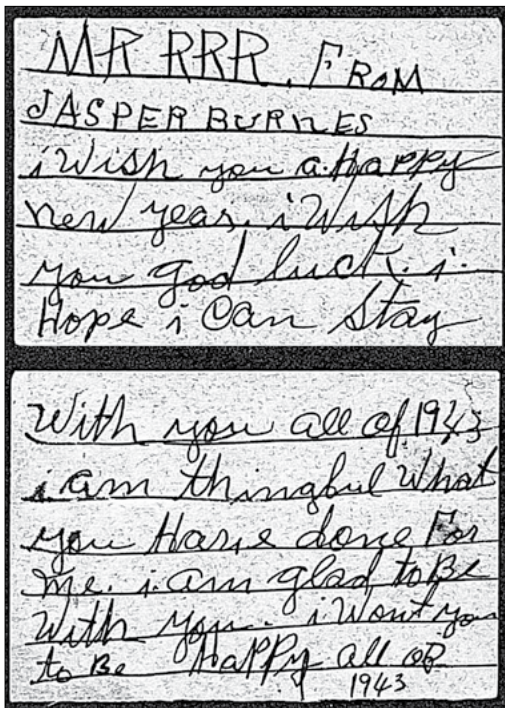 MR RRR. FROM
JASPER BURNES
i Wish you a Happy
new year. i Wish
you god luck. i.
Hope i Can Stay
With you all of 1943
i am thingful What
you Harve done For
me. i am glad to Be
With you. i Wont you
to Be Happy all of
1943